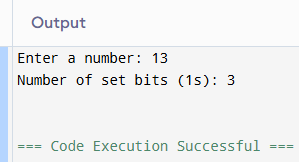 Output
Enter a number: 13
Number of set bits (1s): 3
=== Code Execution Successful ===